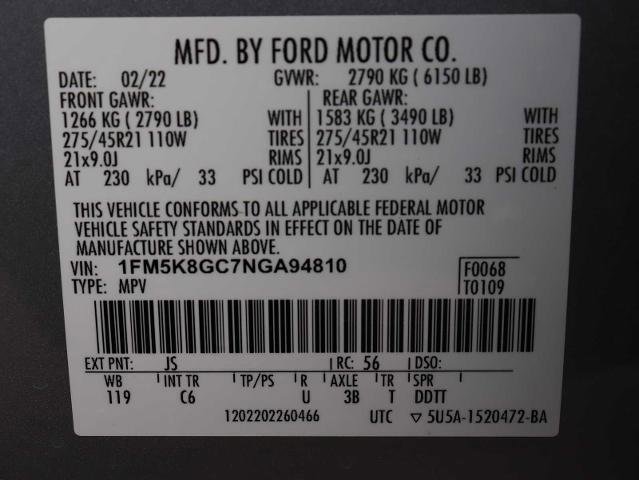 MFD. BY FORD MOTOR CO.
DATE: 02/22 GVWR: 2790 KG ( 6150 LB)
FRONT GAWR: REAR GAWR:
1266 KG ( 2790 LB) WITH 1583 KG ( 3490 LB) WITH
275/45R21 110W TIRES 275/45R21 110W TIRES
21x9.0J RIMS 21x9.0J RIMS
AT 230 kPa/ 33 PSI COLD AT 230 kPa/ 33 PSI COLD
THIS VEHICLE CONFORMS TO ALL APPLICABLE FEDERAL MOTOR
VEHICLE SAFETY STANDARDS IN EFFECT ON THE DATE OF
MANUFACTURE SHOWN ABOVE.
VIN: 1FM5K8GC7NGA94810 F0068
TYPE: MPV T0109
EXT PNT: JS RC: 56 DSO:
WB INT TR TP/PS R AXLE TR SPR
119 C6 U 3B T DDTT
1202202260466 UTC ▽ 5U5A-1520472-BA